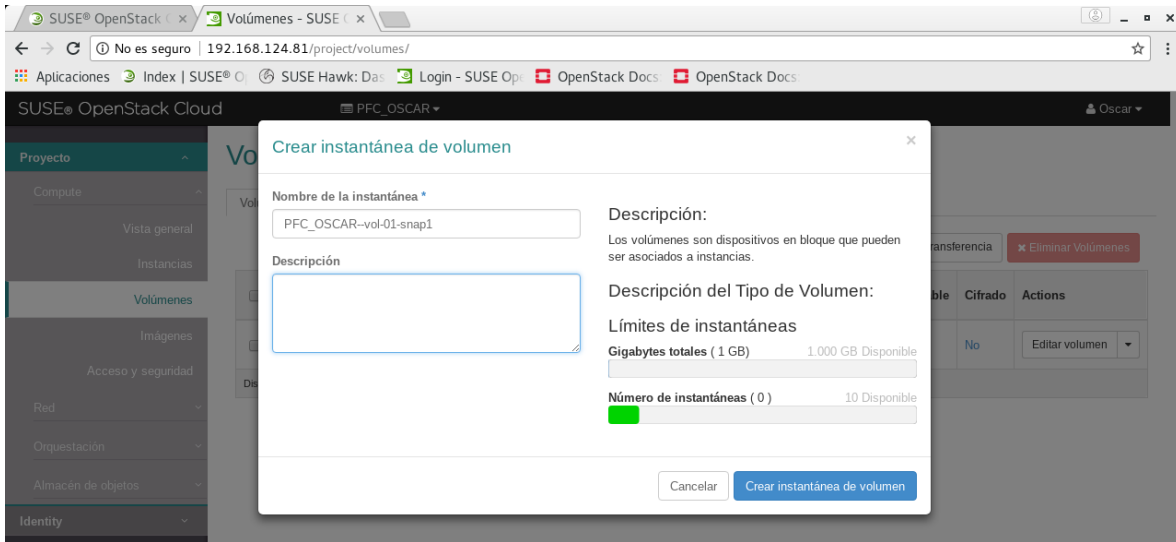 SUSE® OpenStack C
Volúmenes - SUSE C
No es seguro | 192.168.124.81/project/volumes/
Aplicaciones Index | SUSE® O SUSE Hawk: Das Login - SUSE Ope OpenStack Docs: OpenStack Docs:
SUSE® OpenStack Cloud PFC_OSCAR Oscar
Proyecto
Compute
Vista general
Instancias
Volúmenes
Imágenes
Acceso y seguridad
Red
Orquestación
Almacén de objetos
Identity
Vo
Vol
Crear instantánea de volumen
×
Nombre de la instantánea *
PFC_OSCAR--vol-01-snap1
Descripción
Descripción:
Los volúmenes son dispositivos en bloque que pueden
ser asociados a instancias.
Descripción del Tipo de Volumen:
Límites de instantáneas
Gigabytes totales ( 1 GB) 1.000 GB Disponible
Número de instantáneas ( 0 ) 10 Disponible
Cancelar Crear instantánea de volumen
ransferencia × Eliminar Volúmenes
ble Cifrado Actions
No Editar volumen
Dis